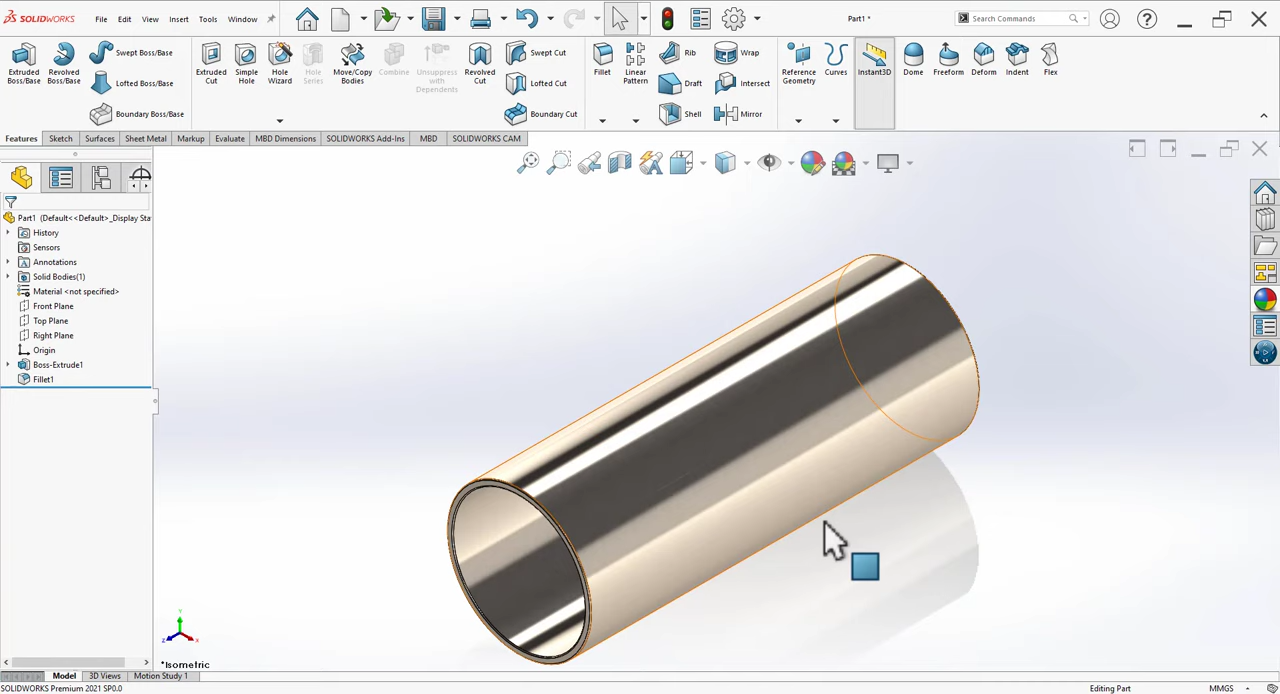 SOLIDWORKS File Edit View Insert Tools Window Part1 * Search Commands
Extruded Boss/Base
Revolved Boss/Base
Swept Boss/Base
Lofted Boss/Base
Boundary Boss/Base
Extruded Cut
Simple Hole
Hole Wizard
Hole Series
Move/Copy Bodies
Combine
Unsuppress with Dependents
Revolved Cut
Swept Cut
Lofted Cut
Boundary Cut
Fillet
Linear Pattern
Rib
Draft
Shell
Wrap
Intersect
Mirror
Reference Geometry
Curves
Instant3D
Dome
Freeform
Deform
Indent
Flex
Features Sketch Surfaces Sheet Metal Markup Evaluate MBD Dimensions SOLIDWORKS Add-Ins MBD SOLIDWORKS CAM
Part1 (Default<<Default>_Display Sta
History
Sensors
Annotations
Solid Bodies(1)
Material <not specified>
Front Plane
Top Plane
Right Plane
Origin
Boss-Extrude1
Fillet1
Y
Z X
*Isometric
Model 3D Views Motion Study 1
SOLIDWORKS Premium 2021 SP0.0 Editing Part MMGS